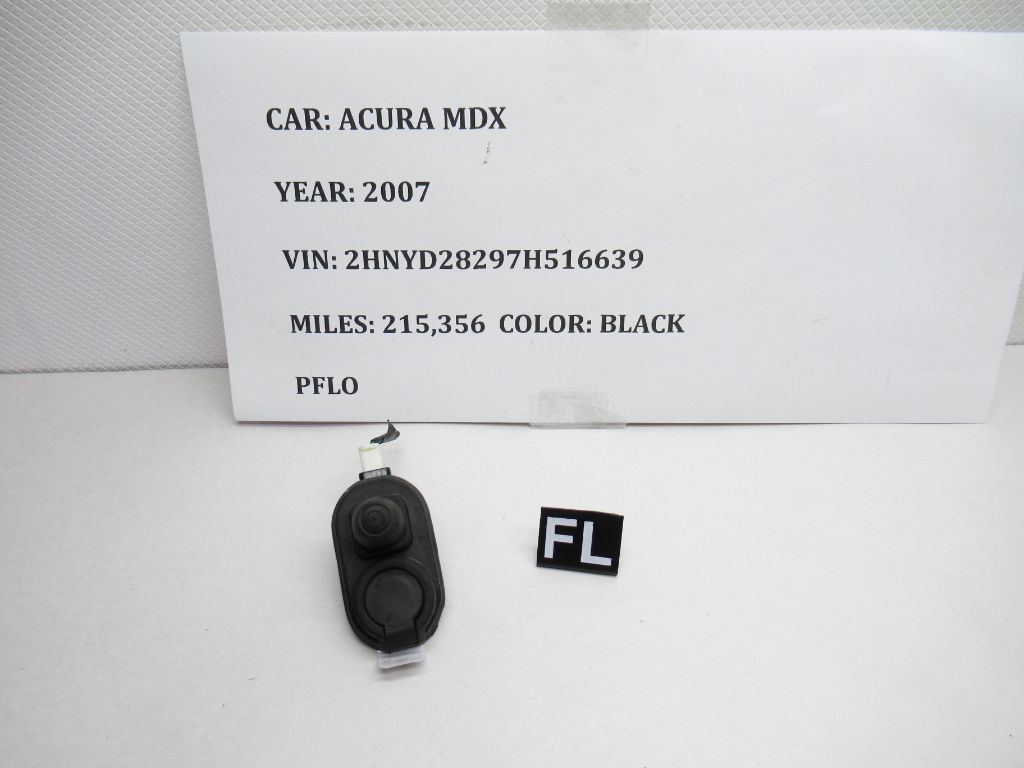 CAR: ACURA MDX
YEAR: 2007
VIN: 2HNYD28297H516639
MILES: 215,356 COLOR: BLACK
PFLO
FL